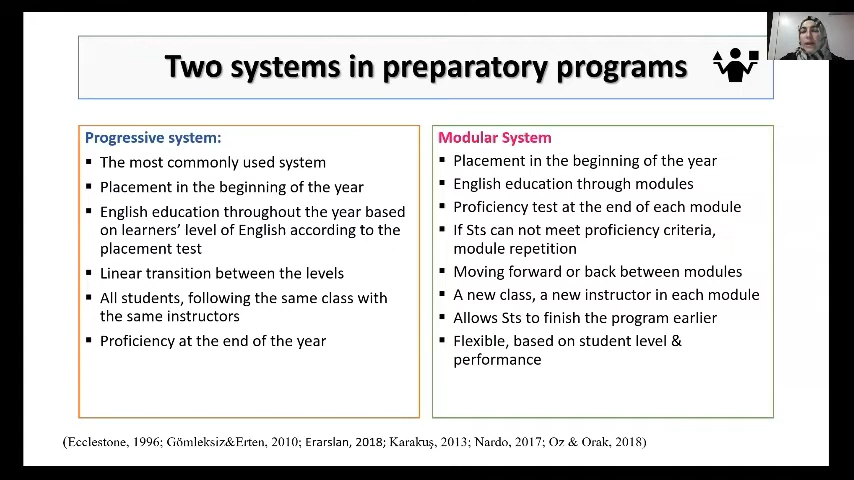 Two systems in preparatory programs
Progressive system:
▪ The most commonly used system
▪ Placement in the beginning of the year
▪ English education throughout the year based
on learners' level of English according to the
placement test
▪ Linear transition between the levels
▪ All students, following the same class with
the same instructors
▪ Proficiency at the end of the year
Modular System
▪ Placement in the beginning of the year
▪ English education through modules
▪ Proficiency test at the end of each module
▪ If Sts can not meet proficiency criteria,
module repetition
▪ Moving forward or back between modules
▪ A new class, a new instructor in each module
▪ Allows Sts to finish the program earlier
▪ Flexible, based on student level &
performance
(Ecclestone, 1996; Gömleksiz&Erten, 2010; Erarslan, 2018; Karakuş, 2013; Nardo, 2017; Oz & Orak, 2018)